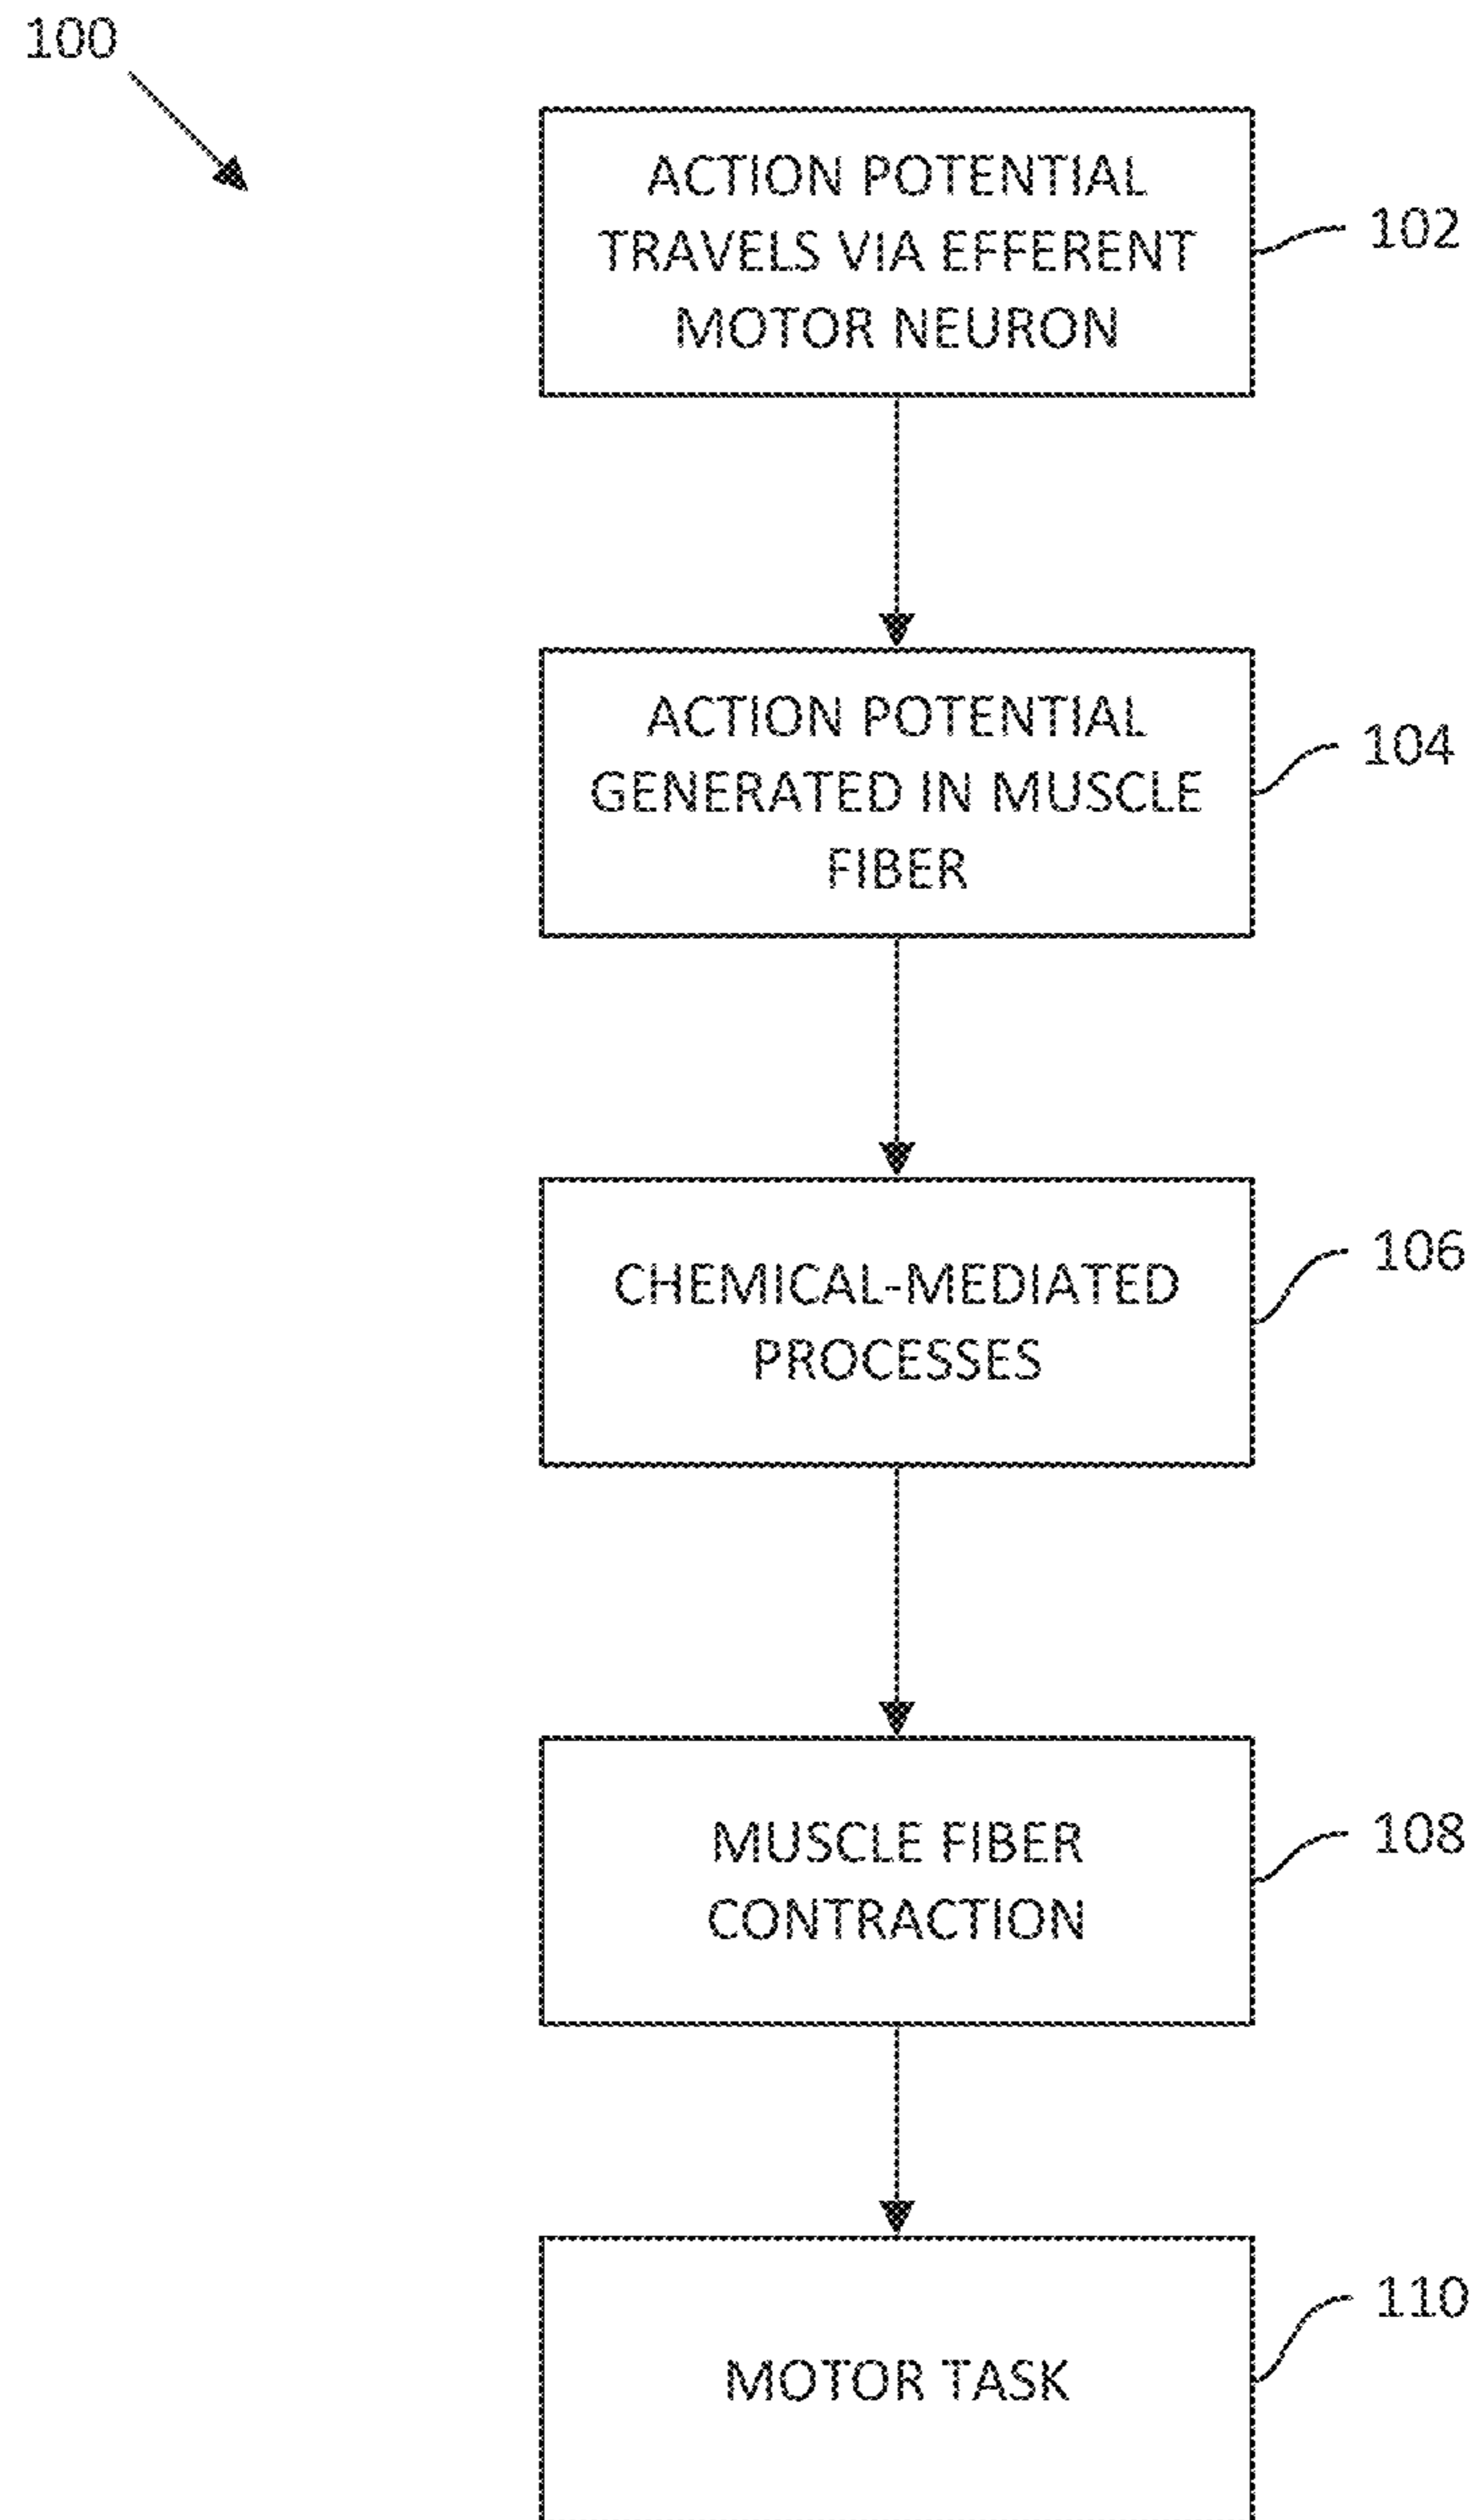 100
ACTION POTENTIAL
TRAVELS VIA EFFERENT
MOTOR NEURON
102
ACTION POTENTIAL
GENERATED IN MUSCLE
FIBER
104
CHEMICAL-MEDIATED
PROCESSES
106
MUSCLE FIBER
CONTRACTION
108
MOTOR TASK
110